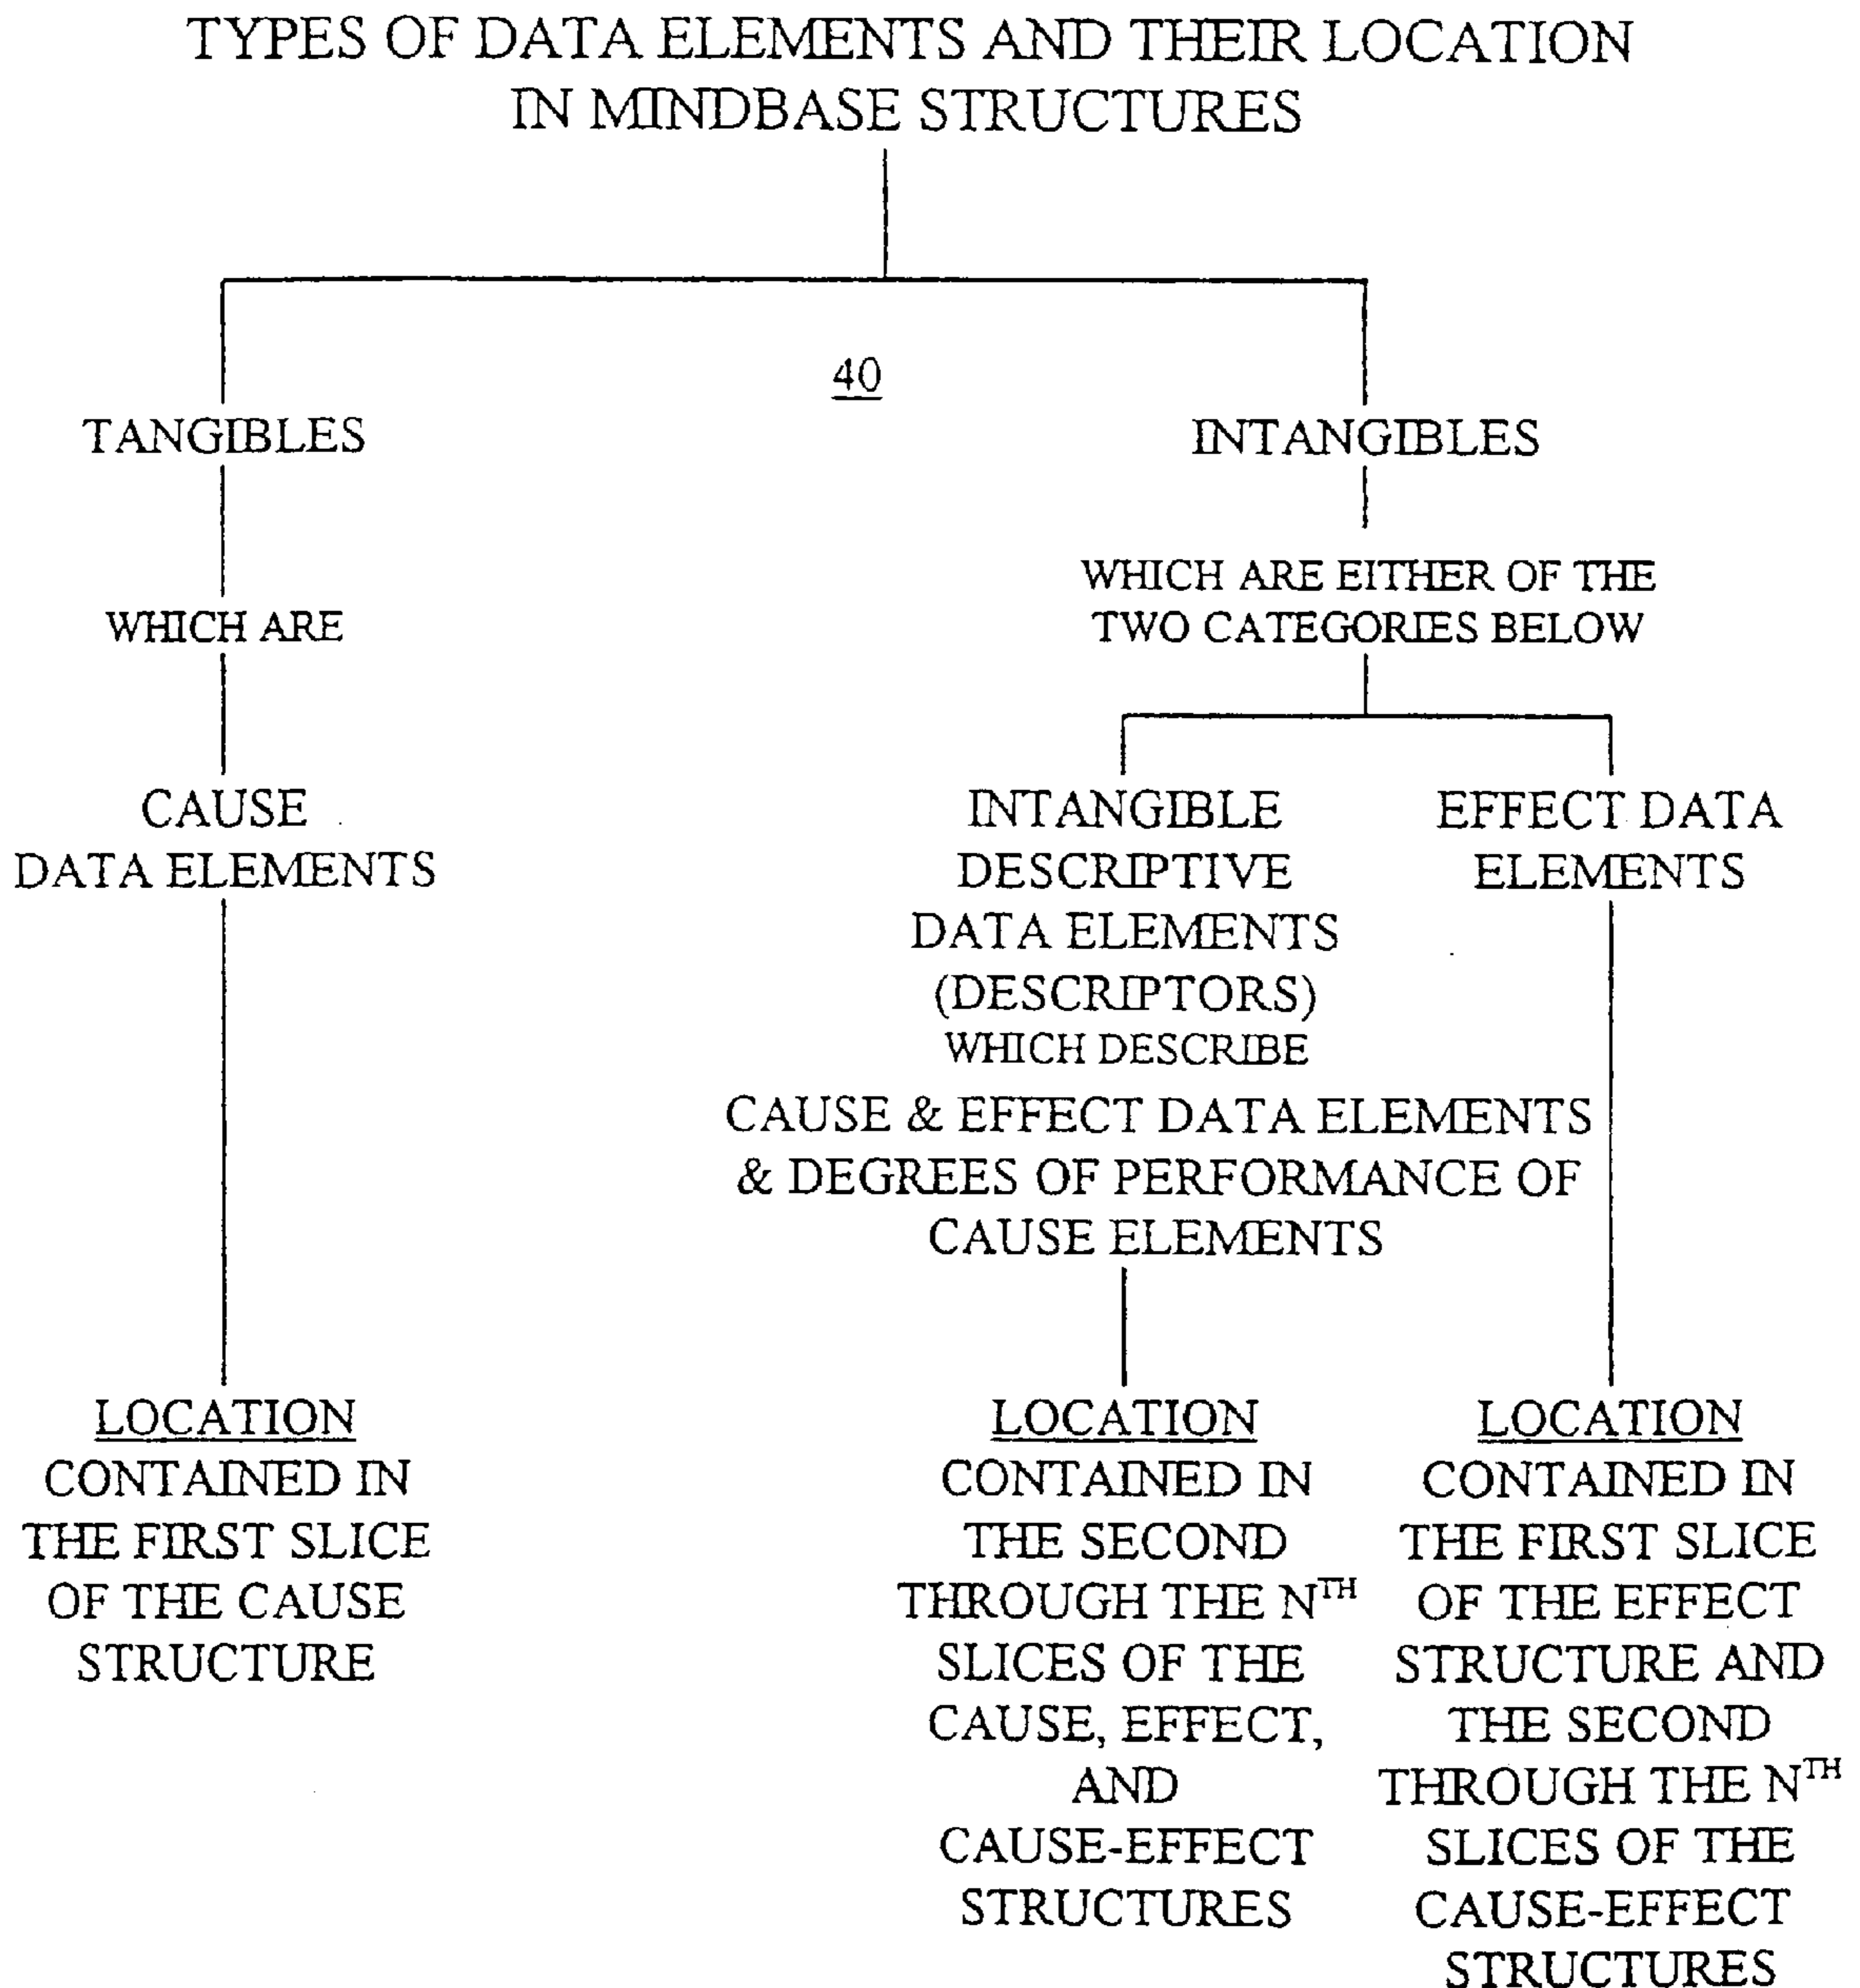 TYPES OF DATA ELEMENTS AND THEIR LOCATION
IN MINDBASE STRUCTURES
40
TANGIBLES
WHICH ARE
CAUSE
DATA ELEMENTS
LOCATION
CONTAINED IN
THE FIRST SLICE
OF THE CAUSE
STRUCTURE
INTANGIBLES
WHICH ARE EITHER OF THE
TWO CATEGORIES BELOW
INTANGIBLE
DESCRIPTIVE
DATA ELEMENTS
(DESCRIPTORS)
WHICH DESCRIBE
CAUSE & EFFECT DATA ELEMENTS
& DEGREES OF PERFORMANCE OF
CAUSE ELEMENTS
LOCATION
CONTAINED IN
THE SECOND
THROUGH THE NTH
SLICES OF THE
CAUSE, EFFECT,
AND
CAUSE-EFFECT
STRUCTURES
EFFECT DATA
ELEMENTS
LOCATION
CONTAINED IN
THE FIRST SLICE
OF THE EFFECT
STRUCTURE AND
THE SECOND
THROUGH THE NTH
SLICES OF THE
CAUSE-EFFECT
STRUCTURES